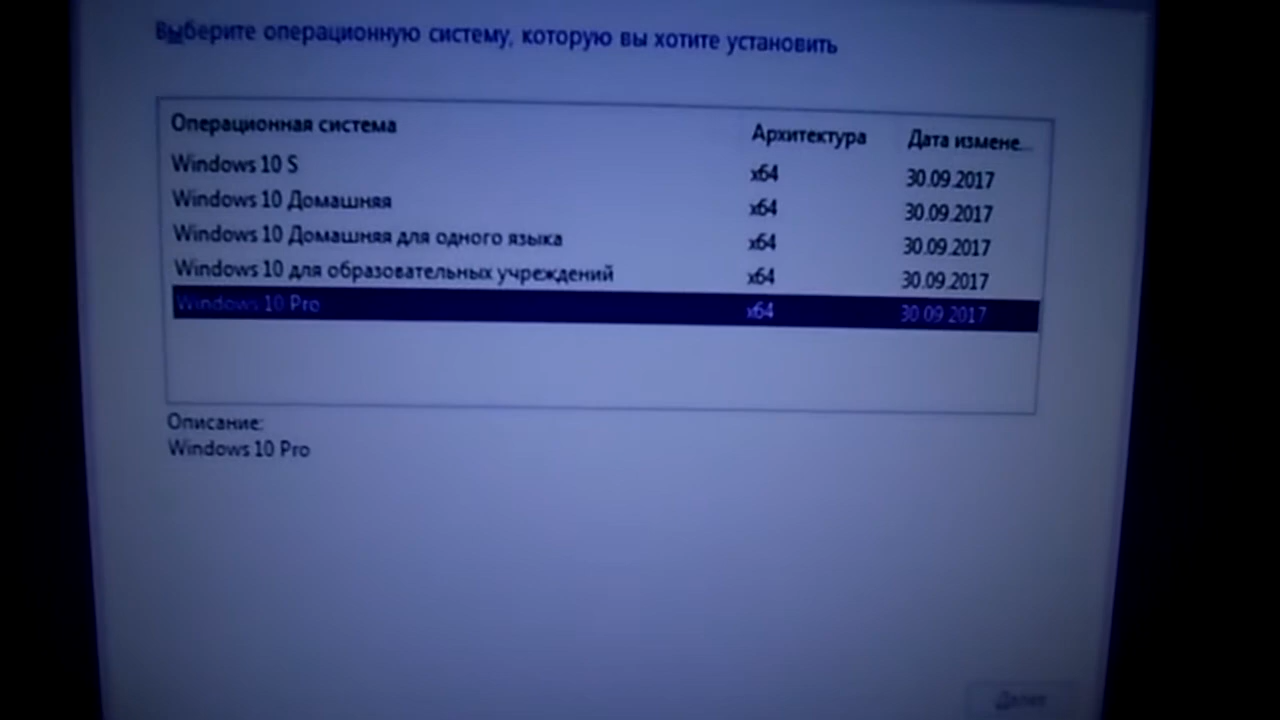 Выберите операционную систему, которую вы хотите установить
Операционная система Архитектура Дата измене...
Windows 10 S x64 30.09.2017
Windows 10 Домашняя x64 30.09.2017
Windows 10 Домашняя для одного языка x64 30.09.2017
Windows 10 для образовательных учреждений x64 30.09.2017
Windows 10 Pro x64 30.09.2017
Описание:
Windows 10 Pro
Далее